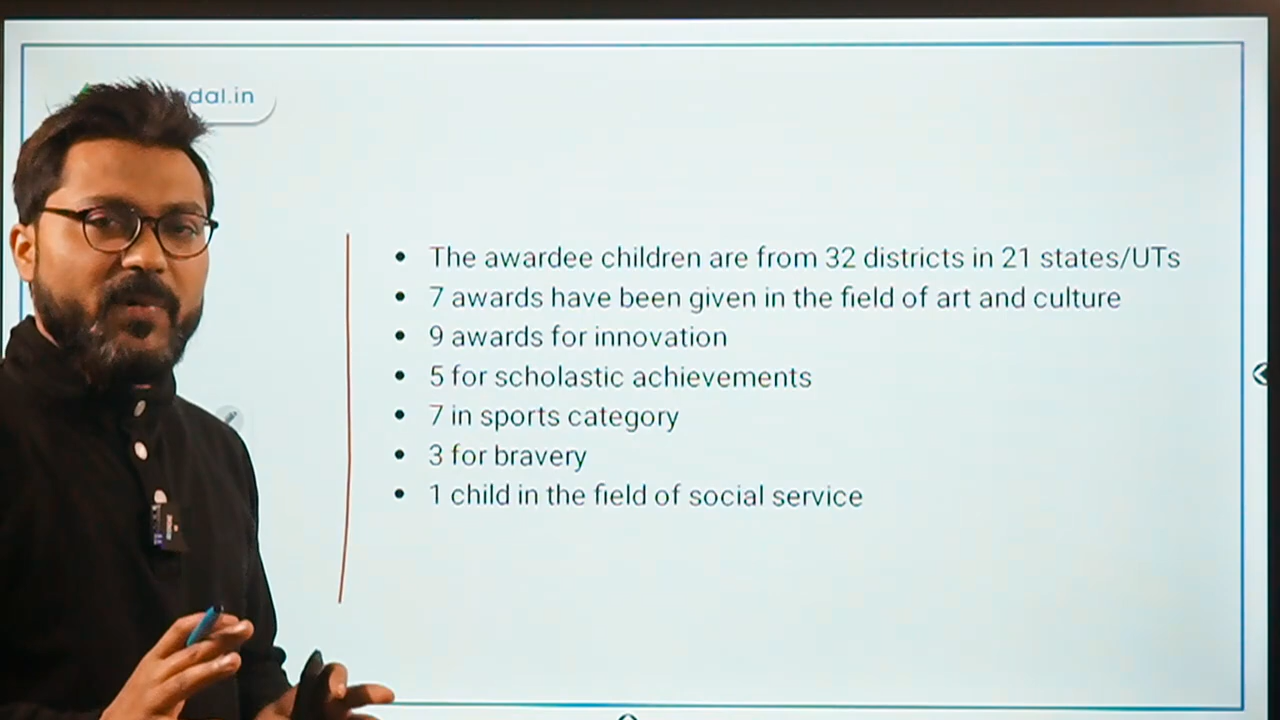 dal.in
• The awardee children are from 32 districts in 21 states/UTs
• 7 awards have been given in the field of art and culture
• 9 awards for innovation
• 5 for scholastic achievements
• 7 in sports category
• 3 for bravery
• 1 child in the field of social service